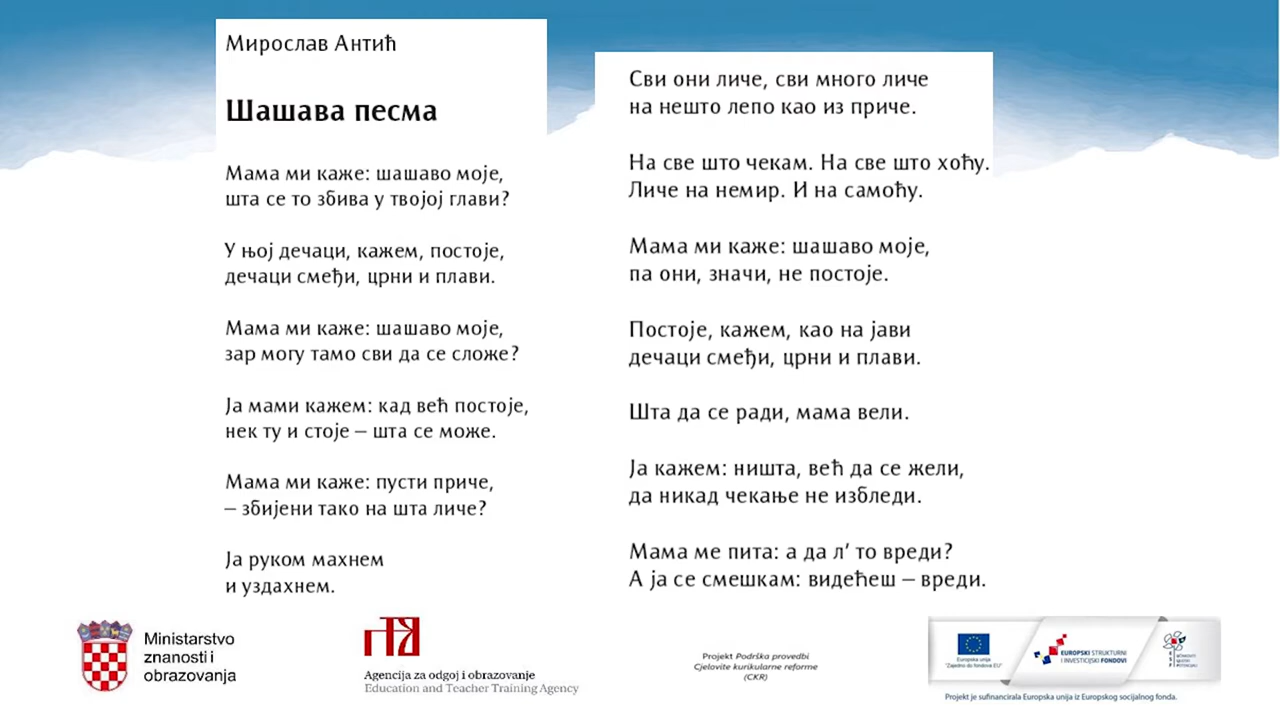 Мирослав Антић
Шашава песма
Мама ми каже: шашаво моје,
шта се то збива у твојој глави?
У њој дечаци, кажем, постоје,
дечаци смеђи, црни и плави.
Мама ми каже: шашаво моје,
зар могу тамо сви да се сложе?
Ја мами кажем: кад већ постоје,
нек ту и стоје – шта се може.
Мама ми каже: пусти приче,
– збијени тако на шта личе?
Ја руком махнем
и уздахнем.
Сви они личе, сви много личе
на нешто лепо као из приче.
На све што чекам. На све што хоћу.
Личе на немир. И на самоћу.
Мама ми каже: шашаво моје,
па они, значи, не постоје.
Постоје, кажем, као на јави
дечаци смеђи, црни и плави.
Шта да се ради, мама вели.
Ја кажем: ништа, већ да се жели,
да никад чекање не избледи.
Мама ме пита: а да л’ то вреди?
А ја се смешкам: видећеш – вреди.
Ministarstvo
znanosti i
obrazovanja
Agencija za odgoj i obrazovanje
Education and Teacher Training Agency
Projekt Podrška provedbi
Cjelovite kurikularne reforme
(CKR)
Europska unija
"Zajedno do fondova EU"
EUROPSKI STRUKTURNI
I INVESTICIJSKI FONDOVI
Projekt je sufinancirala Europska unija iz Europskog socijalnog fonda.